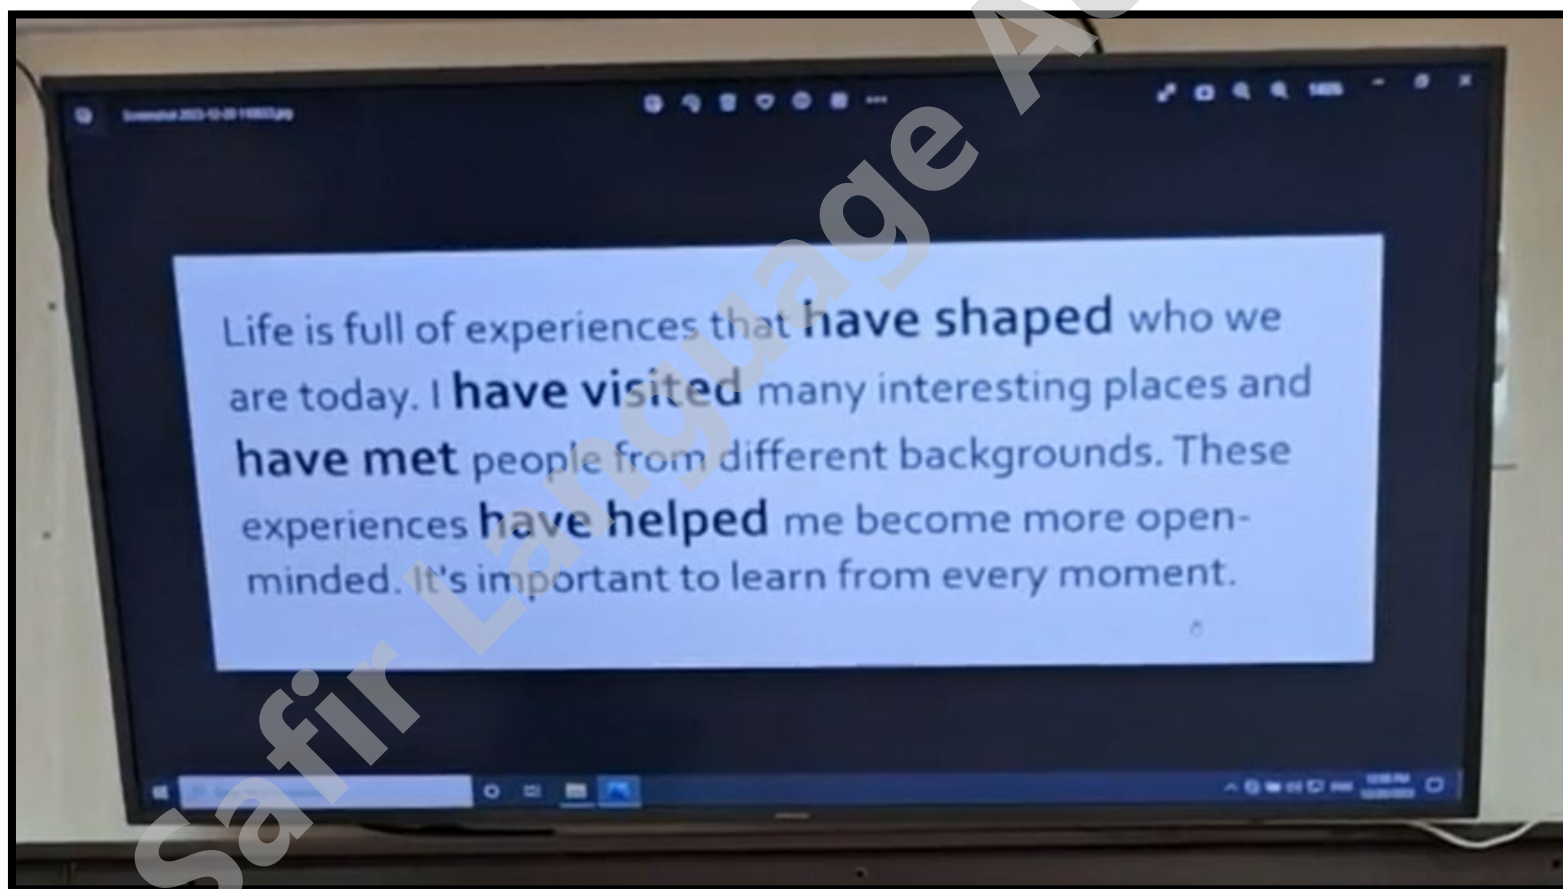 Life is full of experiences that have shaped who we
are today. I have visited many interesting places and
have met people from different backgrounds. These
experiences have helped me become more open-
minded. It's important to learn from every moment.
Safir Language